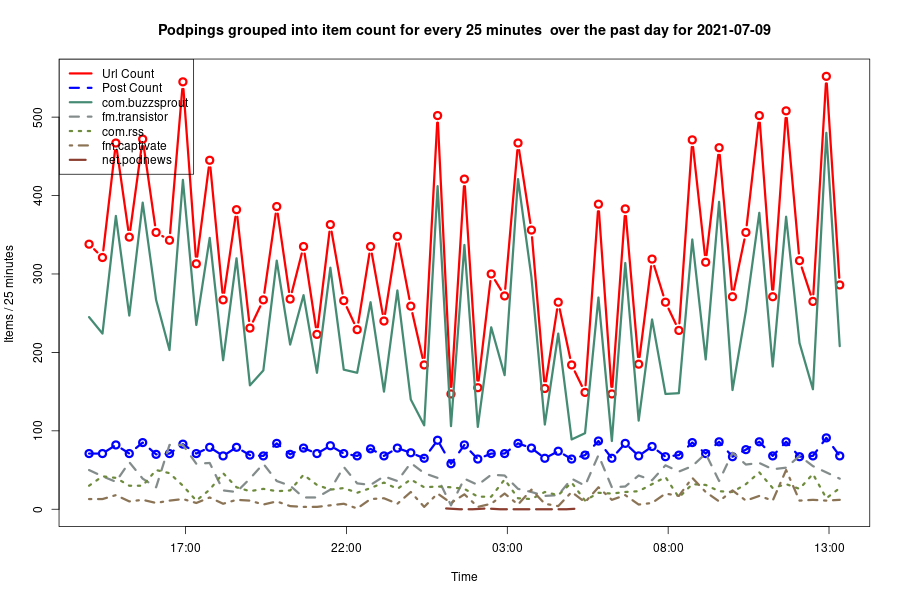 Podpings grouped into item count for every 25 minutes  over the past day for 2021-07-09
Url Count
Post Count
com.buzzsprout
fm.transistor
com.rss
fm.captivate
net.podnews
Items / 25 minutes
500
400
300
200
100
0
17:00
22:00
03:00
08:00
13:00
Time